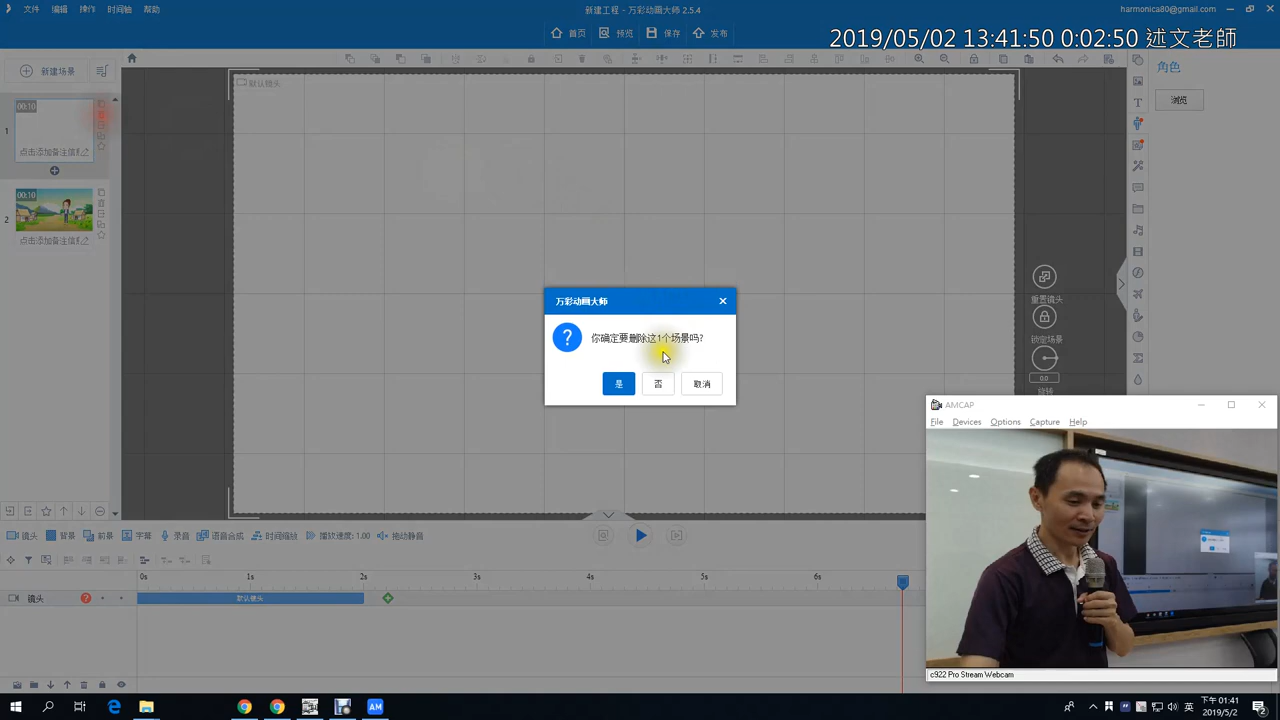 文件 编辑 操作 时间轴 帮助
新建工程 - 万彩动画大师 2.5.4
harmonica80@gmail.com
首页 预览 保存 发布
2019/05/02 13:41:50 0:02:50 述文老師
新建场景
角色
默认镜头
浏览
00:10
1
点击添加备注信息
00:10
2
点击添加备注信息
万彩动画大师
你确定要删除这1个场景吗?
是 否 取消
重置镜头
锁定场景
0.0
旋转
AMCAP
File Devices Options Capture Help
镜头 背景 前景 字幕 录音 语音合成 时间缩放 播放速度: 1.00 拖动静音
0s 1s 2s 3s 4s 5s 6s
镜头 默认镜头
c922 Pro Stream Webcam
AM
下午 01:41
2019/5/2
2